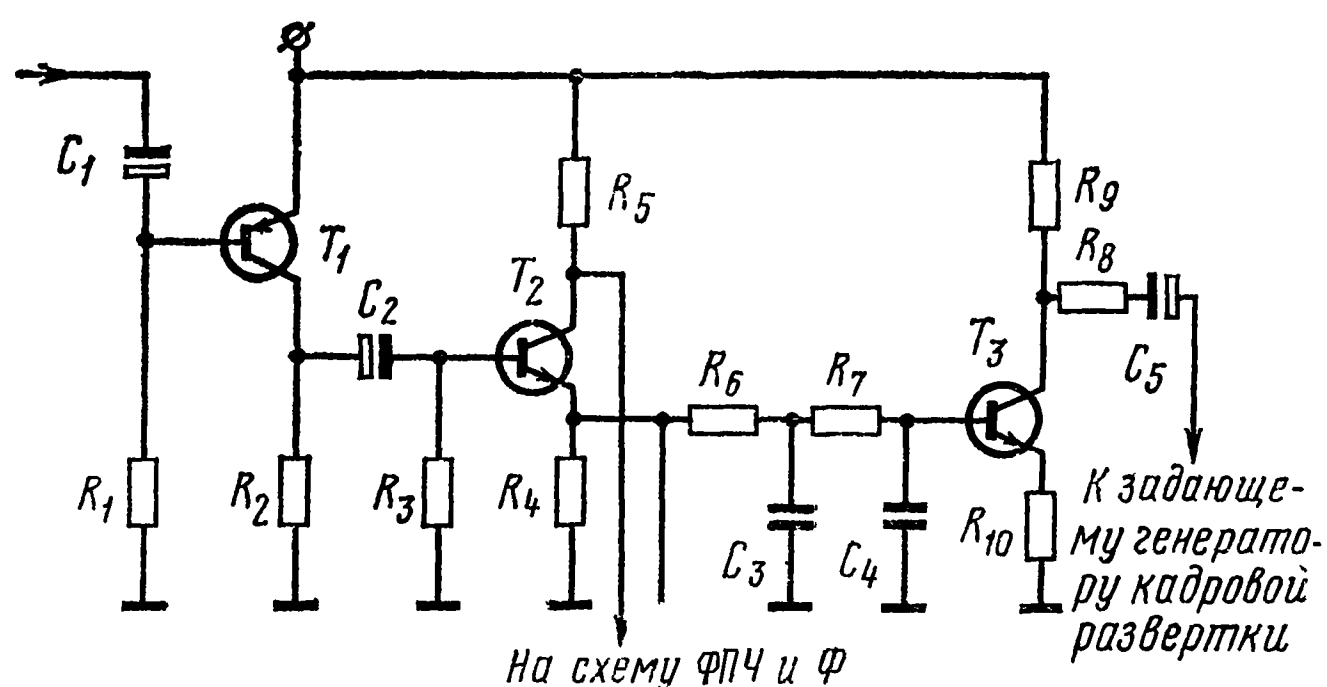 C1
T1
R5
R9
R8
C2
T2
T3
C5
R6
R7
R1
R2
R3
R4
C3
C4
R10
К задающе-
му генерато-
ру кадровой
развертки
На схему ФПЧ и Ф